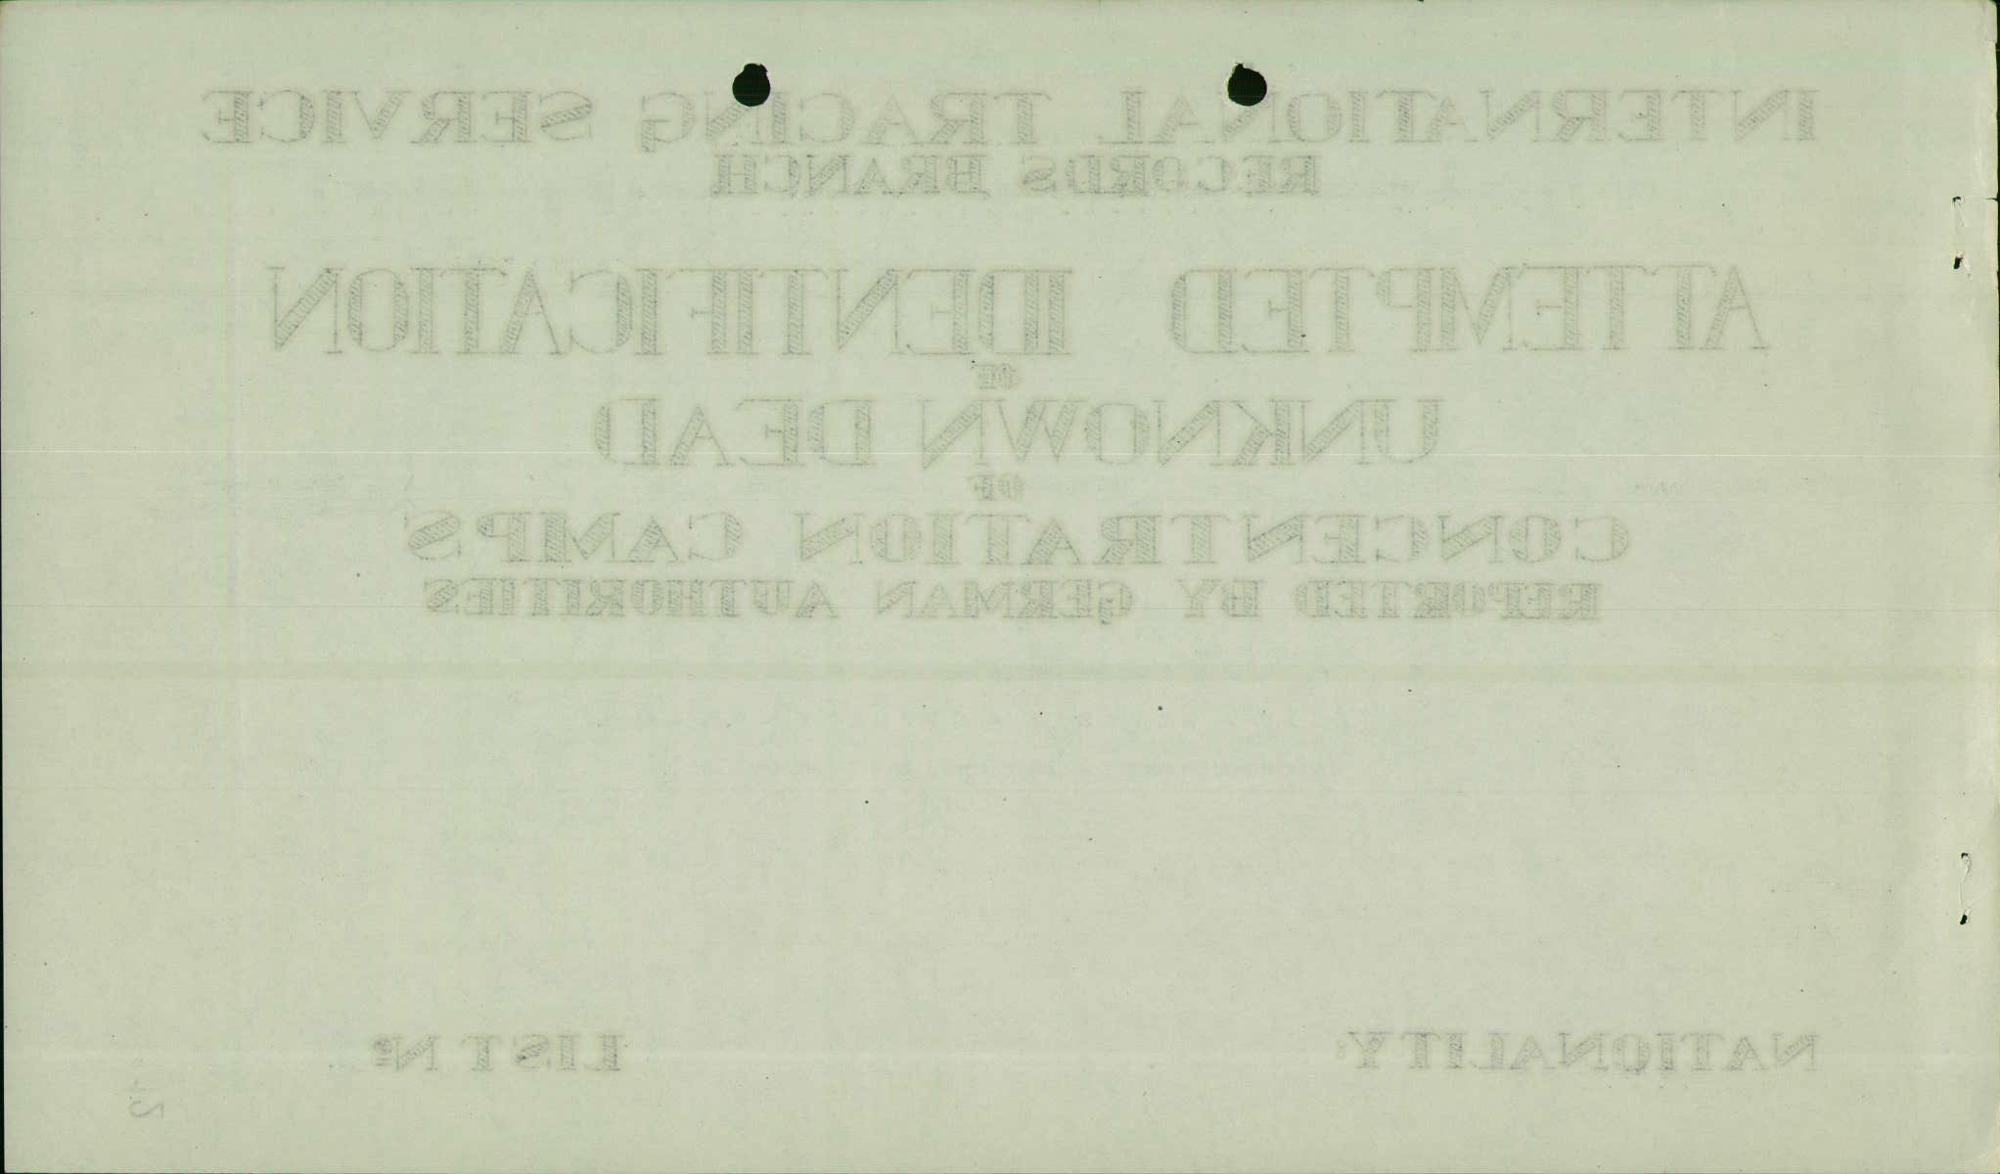 INTERNATIONAL TRACING SERVICE
RECORDS BRANCH
ATTEMPTED IDENTIFICATION
OF
UNKNOWN DEAD
OF
CONCENTRATION CAMPS
REPORTED BY GERMAN AUTHORITIES
NATIONALITY: LIST Nº